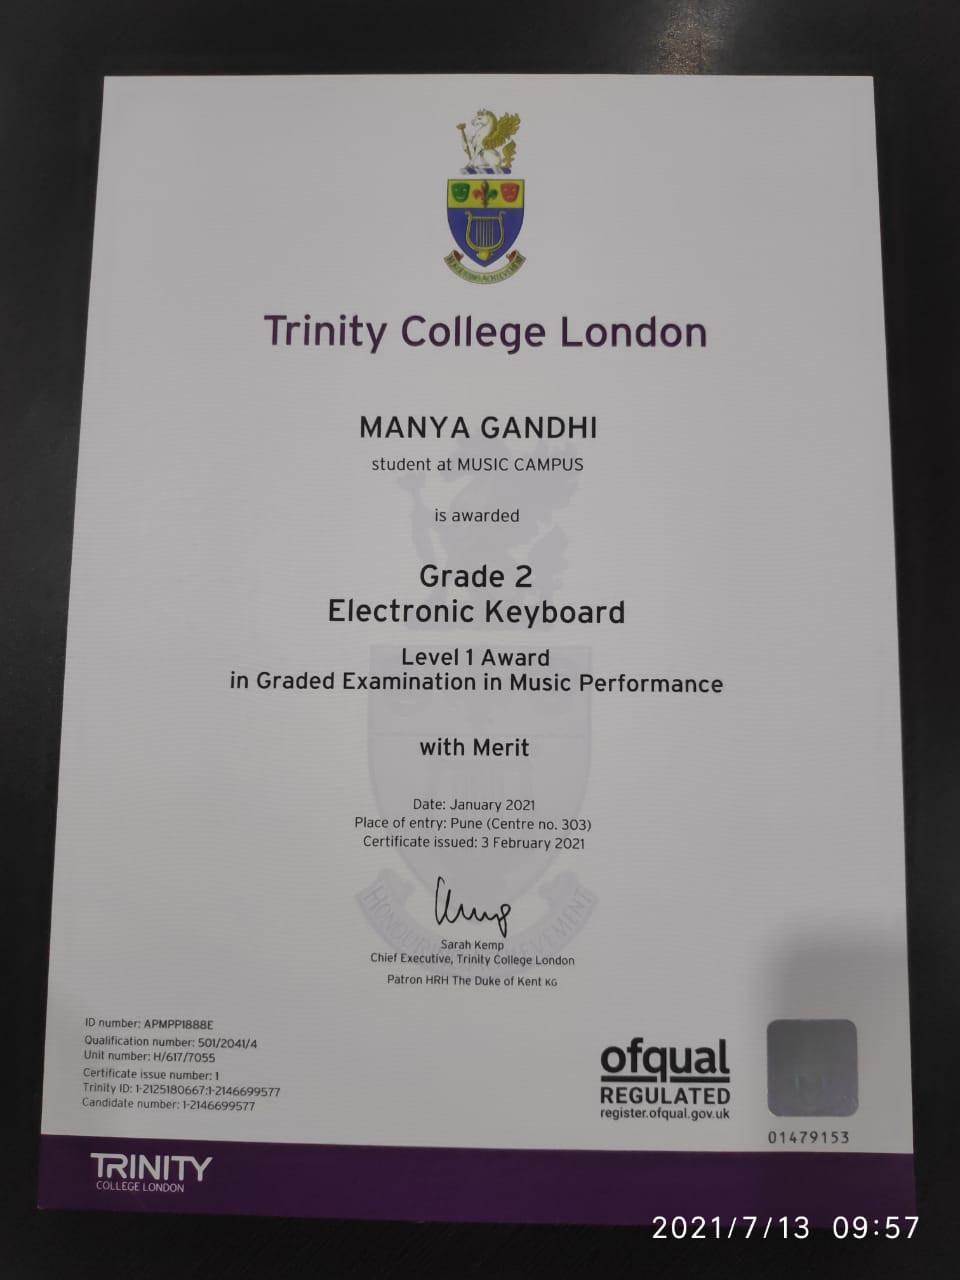 Trinity College London
MANYA GANDHI
student at MUSIC CAMPUS
is awarded
Grade 2
Electronic Keyboard
Level 1 Award
in Graded Examination in Music Performance
with Merit
Date: January 2021
Place of entry: Pune (Centre no. 303)
Certificate issued: 3 February 2021
Sarah Kemp
Chief Executive, Trinity College London
Patron HRH The Duke of Kent KG
ID number: APMPP1888E
Qualification number: 501/2041/4
Unit number: H/617/7055
Certificate issue number: 1
Trinity ID: 1-2125180667:1-2146699577
Candidate number: 1-2146699577
ofqual
REGULATED
register.ofqual.gov.uk
01479153
TRINITY
COLLEGE LONDON
2021/7/13 09:57